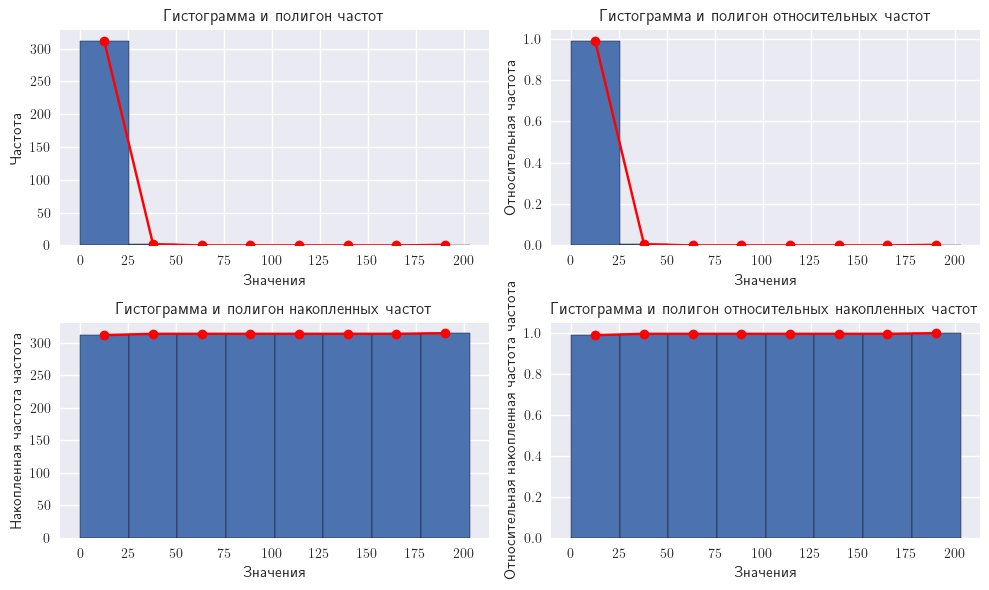 Гистограмма и полигон частот
Частота
300
250
200
150
100
50
0
0 25 50 75 100 125 150 175 200
Значения
Гистограмма и полигон относительных частот
Относительная частота
1.0
0.8
0.6
0.4
0.2
0.0
0 25 50 75 100 125 150 175 200
Значения
Гистограмма и полигон накопленных частот
Накопленная частота частота
300
250
200
150
100
50
0
0 25 50 75 100 125 150 175 200
Значения
Гистограмма и полигон относительных накопленных частот
Относительная накопленная частота частота
1.0
0.8
0.6
0.4
0.2
0.0
0 25 50 75 100 125 150 175 200
Значения